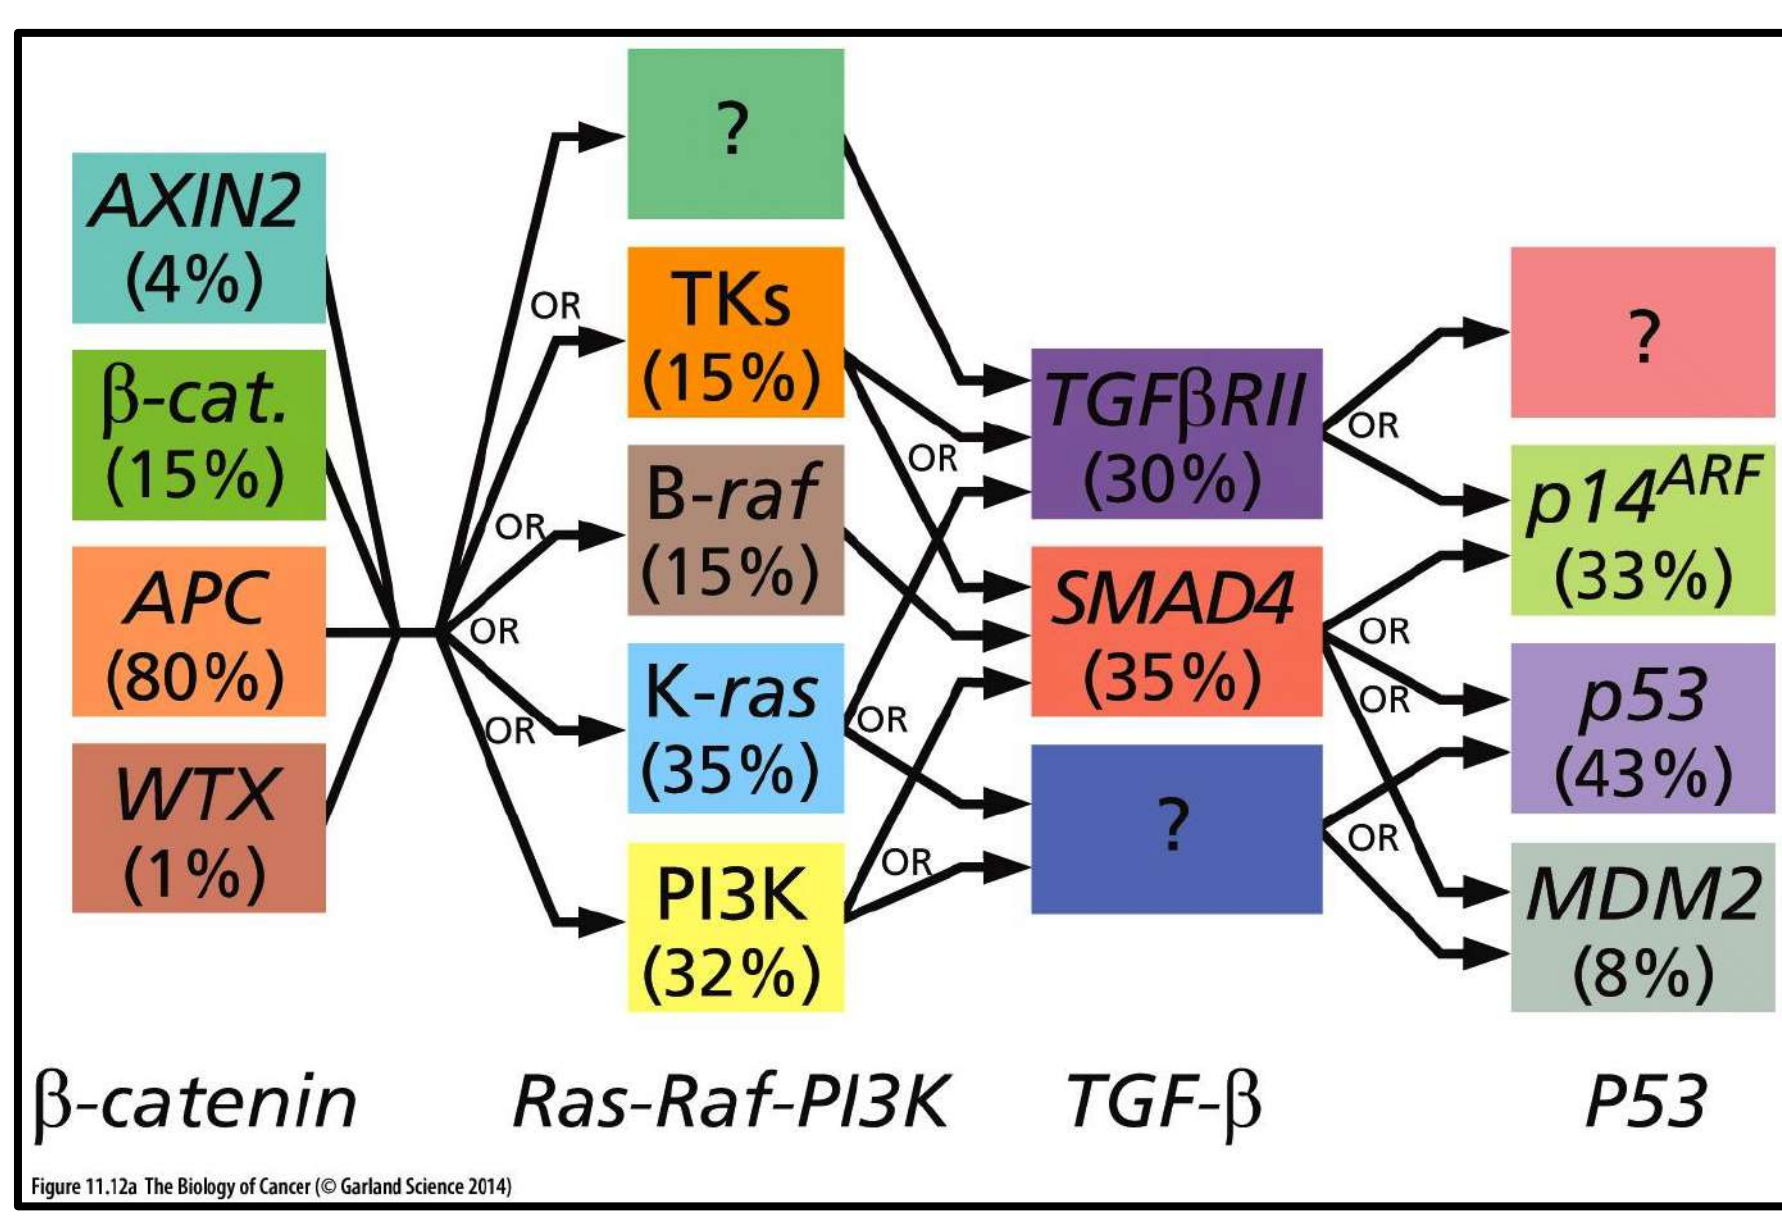 AXIN2
(4%)
β-cat.
(15%)
APC
(80%)
WTX
(1%)
OR
OR
OR
OR
?
TKs
(15%)
B-raf
(15%)
K-ras
(35%)
PI3K
(32%)
OR
OR
OR
TGFβRII
(30%)
SMAD4
(35%)
?
OR
OR
OR
OR
?
p14ARF
(33%)
p53
(43%)
MDM2
(8%)
β-catenin
Ras-Raf-PI3K
TGF-β
P53
Figure 11.12a The Biology of Cancer (© Garland Science 2014)